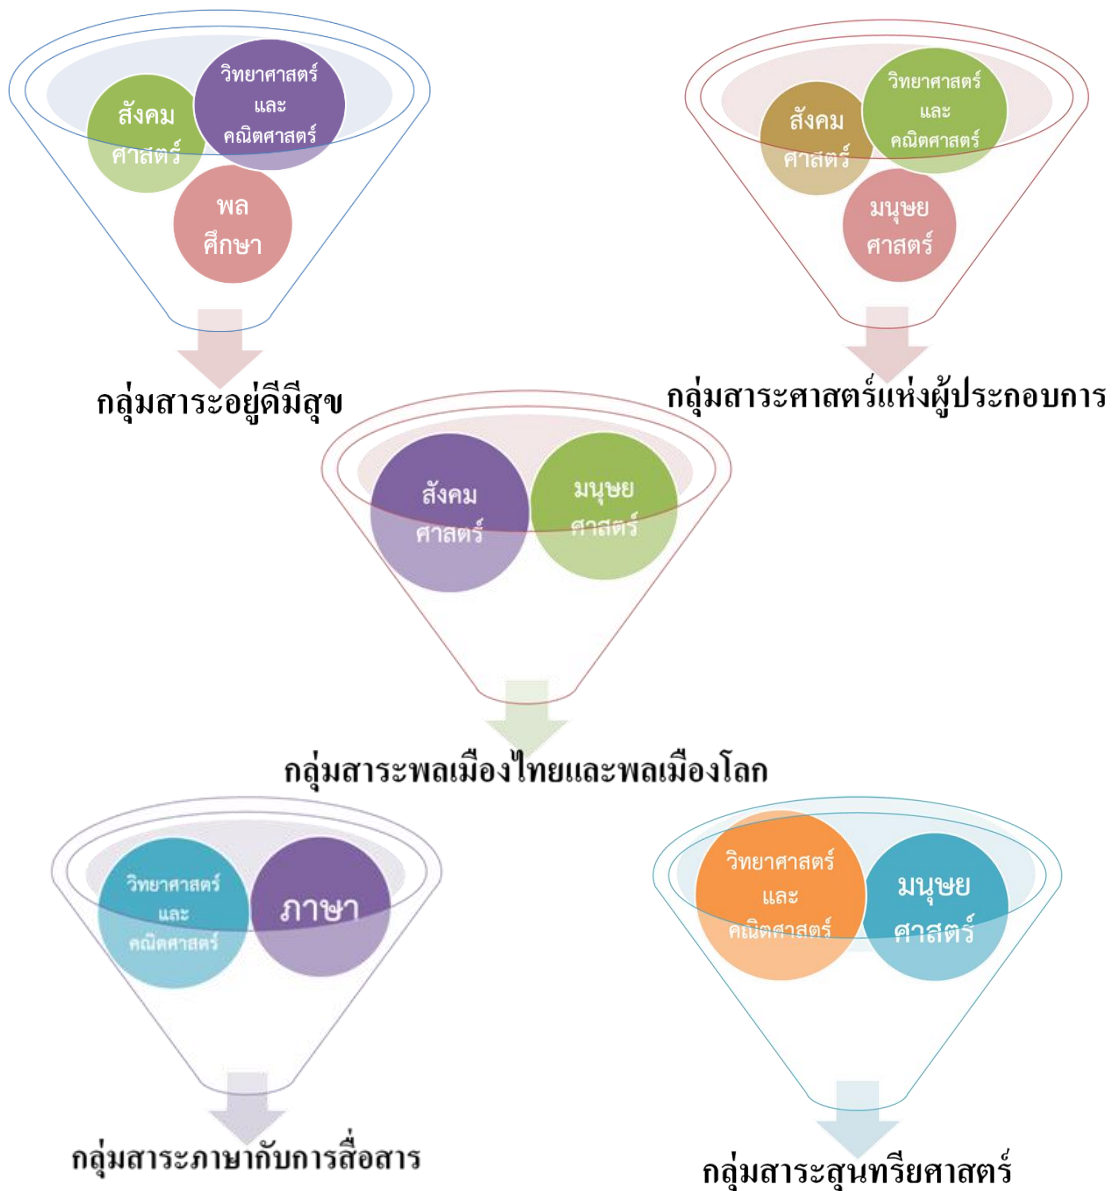 สังคม
ศาสตร์
วิทยาศาสตร์
และ
คณิตศาสตร์
พล
ศึกษา
กลุ่มสาระอยู่ดีมีสุข
สังคม
ศาสตร์
วิทยาศาสตร์
และ
คณิตศาสตร์
มนุษย
ศาสตร์
กลุ่มสาระศาสตร์แห่งผู้ประกอบการ
สังคม
ศาสตร์
มนุษย
ศาสตร์
กลุ่มสาระพลเมืองไทยและพลเมืองโลก
วิทยาศาสตร์
และ
คณิตศาสตร์
ภาษา
กลุ่มสาระภาษากับการสื่อสาร
วิทยาศาสตร์
และ
คณิตศาสตร์
มนุษย
ศาสตร์
กลุ่มสาระสุนทรียศาสตร์